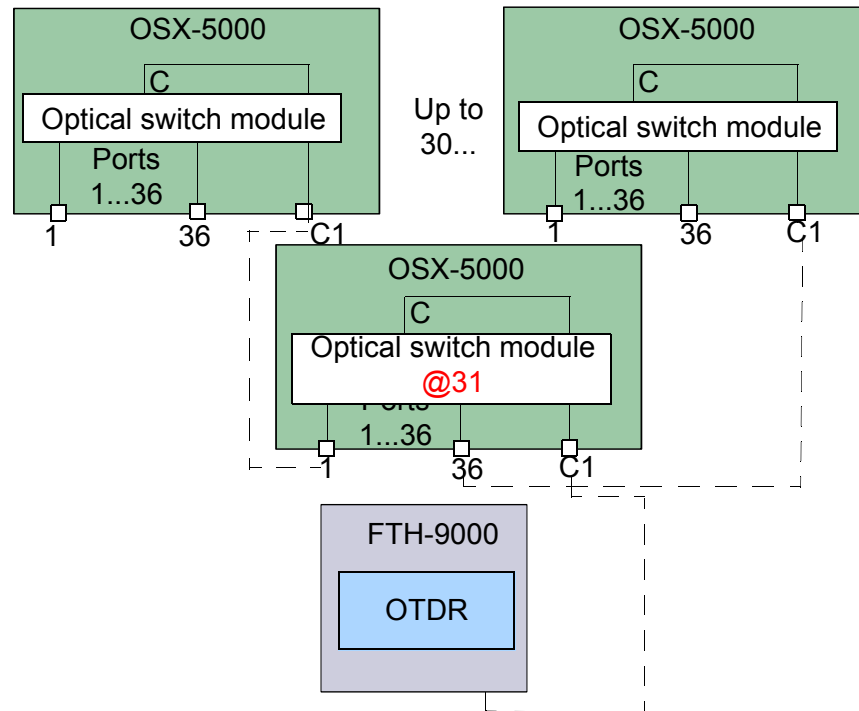 OSX-5000
C
Optical switch module
Ports
1...36
1
36
C1
Up to
30...
OSX-5000
C
Optical switch module
Ports
1...36
1
36
C1
OSX-5000
C
Optical switch module
@31
Ports
1...36
1
36
C1
FTH-9000
OTDR